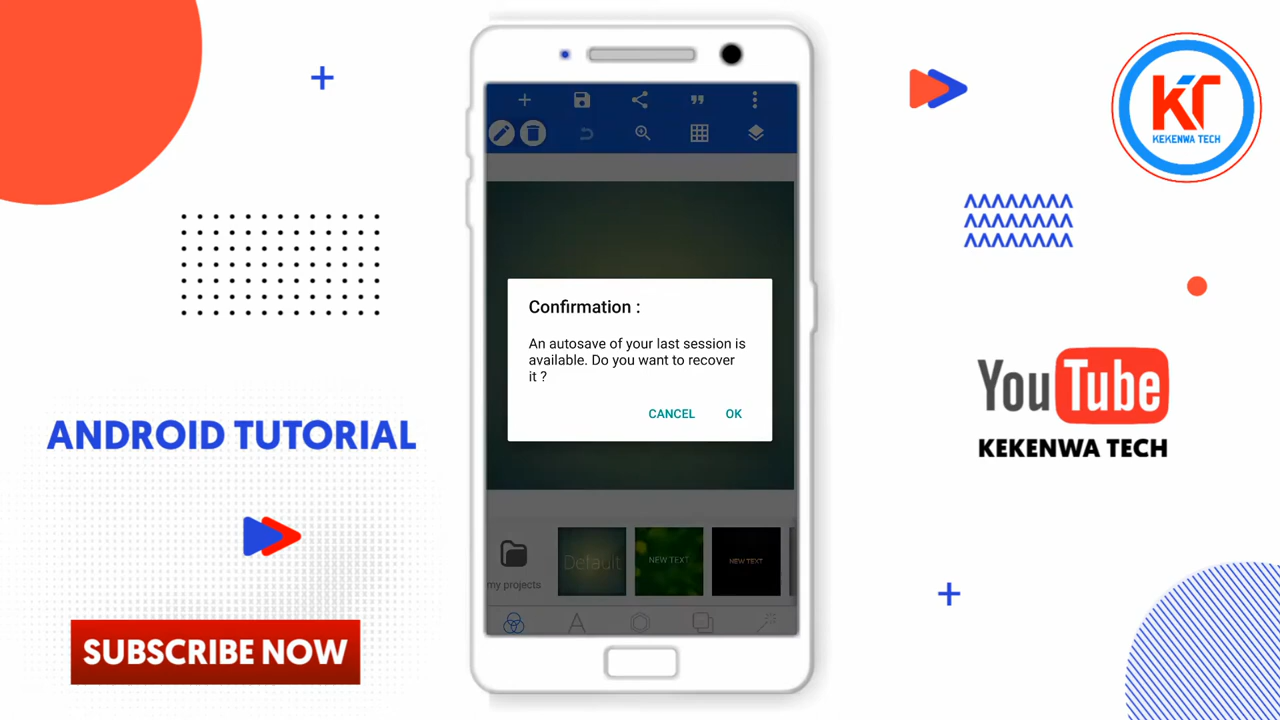 KT
KEKENWA TECH
Confirmation :
An autosave of your last session is
available. Do you want to recover
it ?
CANCEL OK
YouTube
KEKENWA TECH
ANDROID TUTORIAL
my projects
Default
NEW TEXT
NEW TEXT
A
SUBSCRIBE NOW